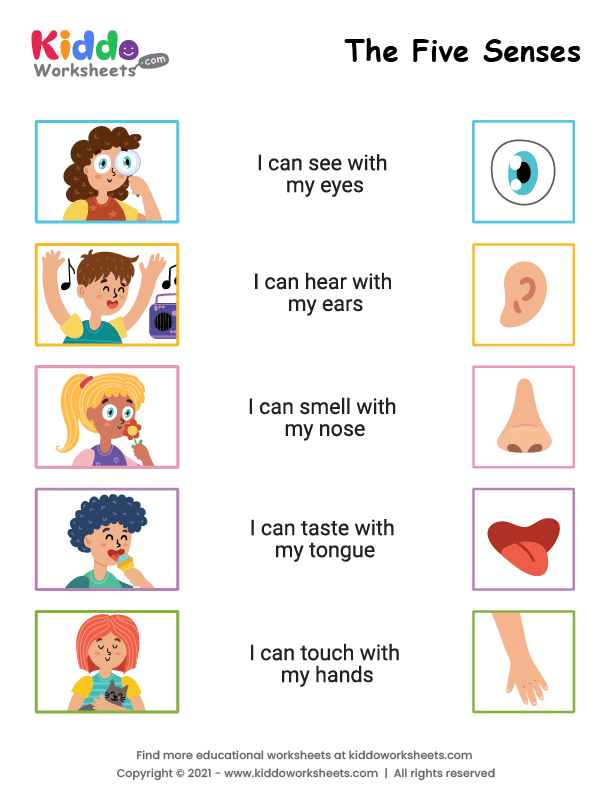 Kiddo
Worksheets.com
The Five Senses
I can see with
my eyes
I can hear with
my ears
I can smell with
my nose
I can taste with
my tongue
I can touch with
my hands
Find more educational worksheets at kiddoworksheets.com
Copyright © 2021 - www.kiddoworksheets.com | All rights reserved